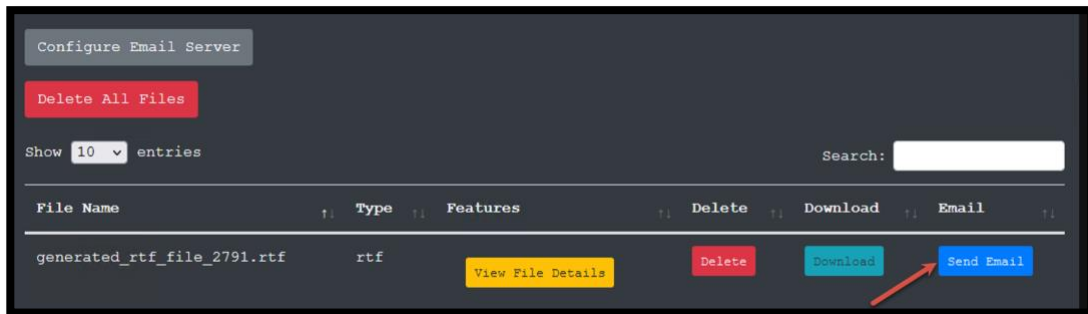 Configure Email Server
Delete All Files
Show 10 entries
Search:
File Name Type Features Delete Download Email
generated_rtf_file_2791.rtf rtf View File Details Delete Download Send Email